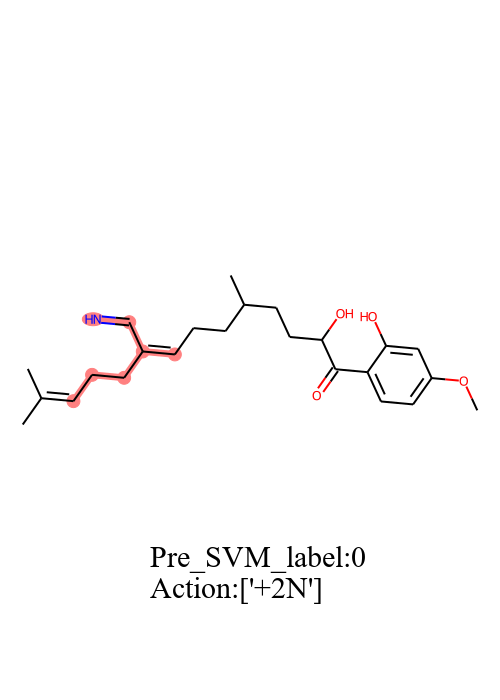 OH
HO
HN
O
O
Pre_SVM_label:0
Action:['+2N']